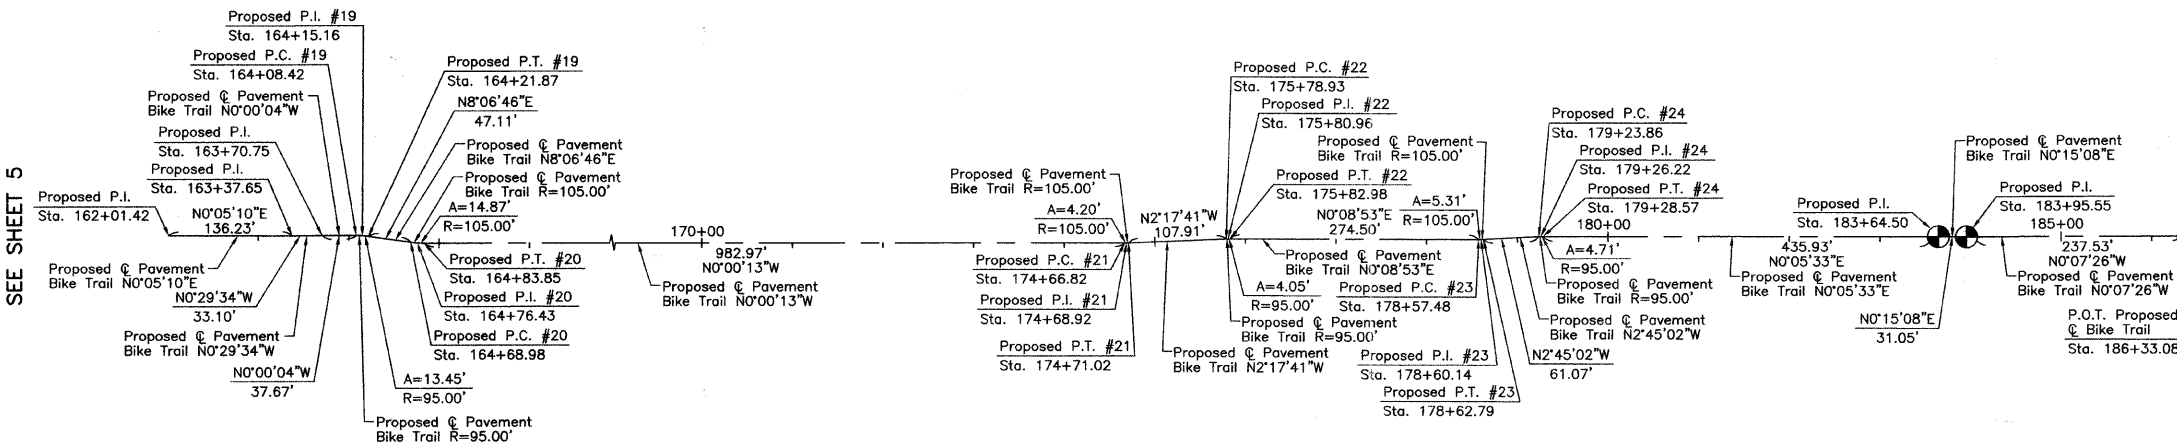 SEE SHEET 5
Proposed P.I.
Sta. 162+01.42
Proposed ℄ Pavement
Bike Trail N0°05'10"E
N0°05'10"E
136.23'
Proposed P.I.
Sta. 163+37.65
Proposed P.I.
Sta. 163+70.75
Proposed ℄ Pavement
Bike Trail N0°00'04"W
Proposed P.C. #19
Sta. 164+08.42
Proposed P.I. #19
Sta. 164+15.16
Proposed P.T. #19
Sta. 164+21.87
N8°06'46"E
47.11'
Proposed ℄ Pavement
Bike Trail N8°06'46"E
Proposed ℄ Pavement
Bike Trail R=105.00'
A=14.87'
R=105.00'
N0°29'34"W
33.10'
Proposed ℄ Pavement
Bike Trail N0°29'34"W
N0°00'04"W
37.67'
Proposed ℄ Pavement
Bike Trail R=95.00'
A=13.45'
R=95.00'
Proposed P.C. #20
Sta. 164+68.98
Proposed P.I. #20
Sta. 164+76.43
Proposed P.T. #20
Sta. 164+83.85
170+00
982.97'
N0°00'13"W
Proposed ℄ Pavement
Bike Trail N0°00'13"W
Proposed ℄ Pavement
Bike Trail R=105.00'
A=4.20'
R=105.00'
Proposed P.C. #21
Sta. 174+66.82
Proposed P.I. #21
Sta. 174+68.92
Proposed P.T. #21
Sta. 174+71.02
N2°17'41"W
107.91'
Proposed ℄ Pavement
Bike Trail N2°17'41"W
Proposed P.C. #22
Sta. 175+78.93
Proposed P.I. #22
Sta. 175+80.96
Proposed P.T. #22
Sta. 175+82.98
A=4.05'
R=95.00'
Proposed ℄ Pavement
Bike Trail R=95.00'
N0°08'53"E
274.50'
Proposed ℄ Pavement
Bike Trail N0°08'53"E
Proposed ℄ Pavement
Bike Trail R=105.00'
A=5.31'
R=105.00'
Proposed P.C. #23
Sta. 178+57.48
Proposed P.I. #23
Sta. 178+60.14
Proposed P.T. #23
Sta. 178+62.79
N2°45'02"W
61.07'
Proposed ℄ Pavement
Bike Trail N2°45'02"W
Proposed P.C. #24
Sta. 179+23.86
Proposed P.I. #24
Sta. 179+26.22
Proposed P.T. #24
Sta. 179+28.57
180+00
A=4.71'
R=95.00'
Proposed ℄ Pavement
Bike Trail R=95.00'
435.93'
N0°05'33"E
Proposed ℄ Pavement
Bike Trail N0°05'33"E
Proposed P.I.
Sta. 183+64.50
N0°15'08"E
31.05'
Proposed ℄ Pavement
Bike Trail N0°15'08"E
Proposed P.I.
Sta. 183+95.55
185+00
237.53'
N0°07'26"W
Proposed ℄ Pavement
Bike Trail N0°07'26"W
P.O.T. Proposed
℄ Bike Trail
Sta. 186+33.08